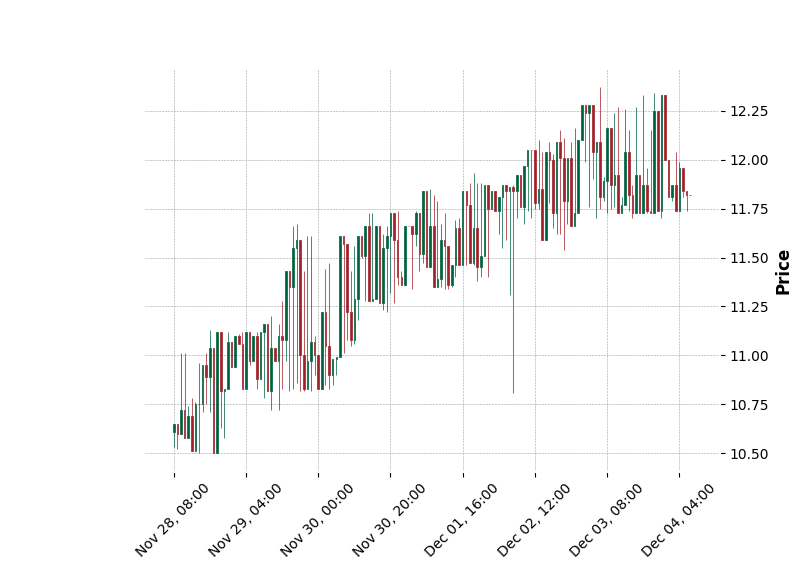 12.25
12.00
11.75
11.50
11.25
11.00
10.75
10.50
Price
Nov 28, 08:00
Nov 29, 04:00
Nov 30, 00:00
Nov 30, 20:00
Dec 01, 16:00
Dec 02, 12:00
Dec 03, 08:00
Dec 04, 04:00